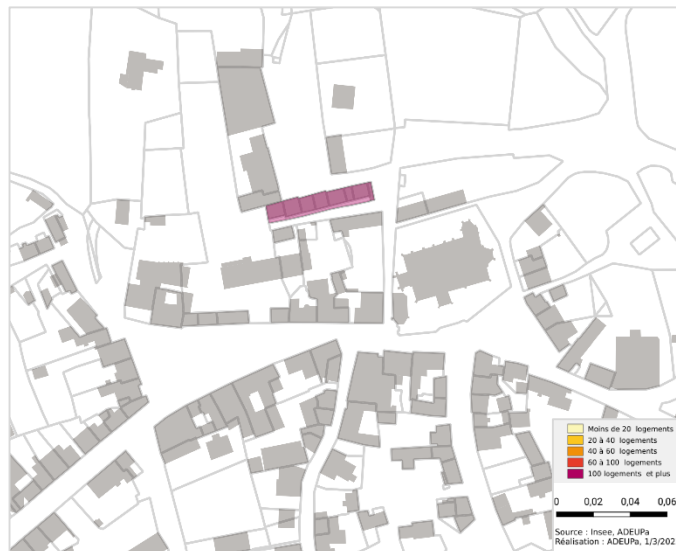 Moins de 20 logements
20 à 40 logements
40 à 60 logements
60 à 100 logements
100 logements et plus
0 0,02 0,04 0,06
Source : Insee, ADEUPa
Réalisation : ADEUPa, 1/3/202